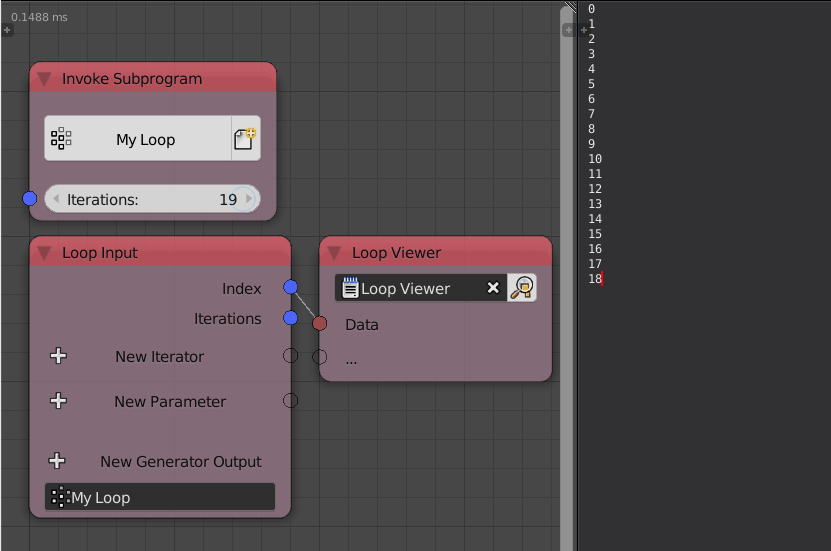 0.1488 ms
Invoke Subprogram
My Loop
Iterations: 19
Loop Input
Index
Iterations
New Iterator
New Parameter
New Generator Output
My Loop
Loop Viewer
Loop Viewer
Data
...
0
1
2
3
4
5
6
7
8
9
10
11
12
13
14
15
16
17
18